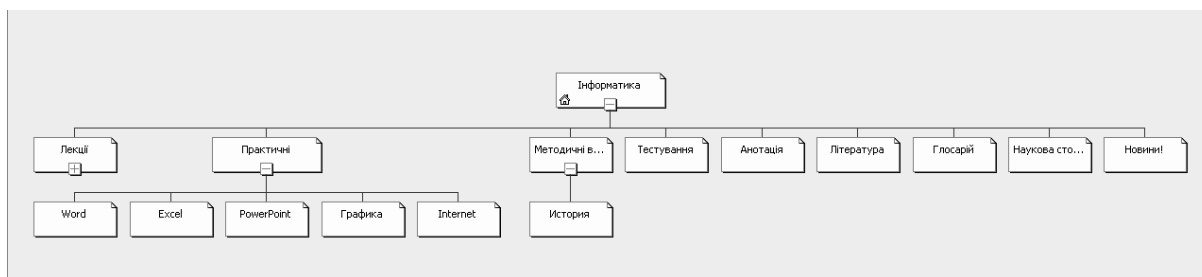 Інформатика
Лекції
Практичні
Методичні в...
Тестування
Анотація
Література
Глосарій
Наукова сто...
Новини!
Word
Excel
PowerPoint
Графика
Internet
История